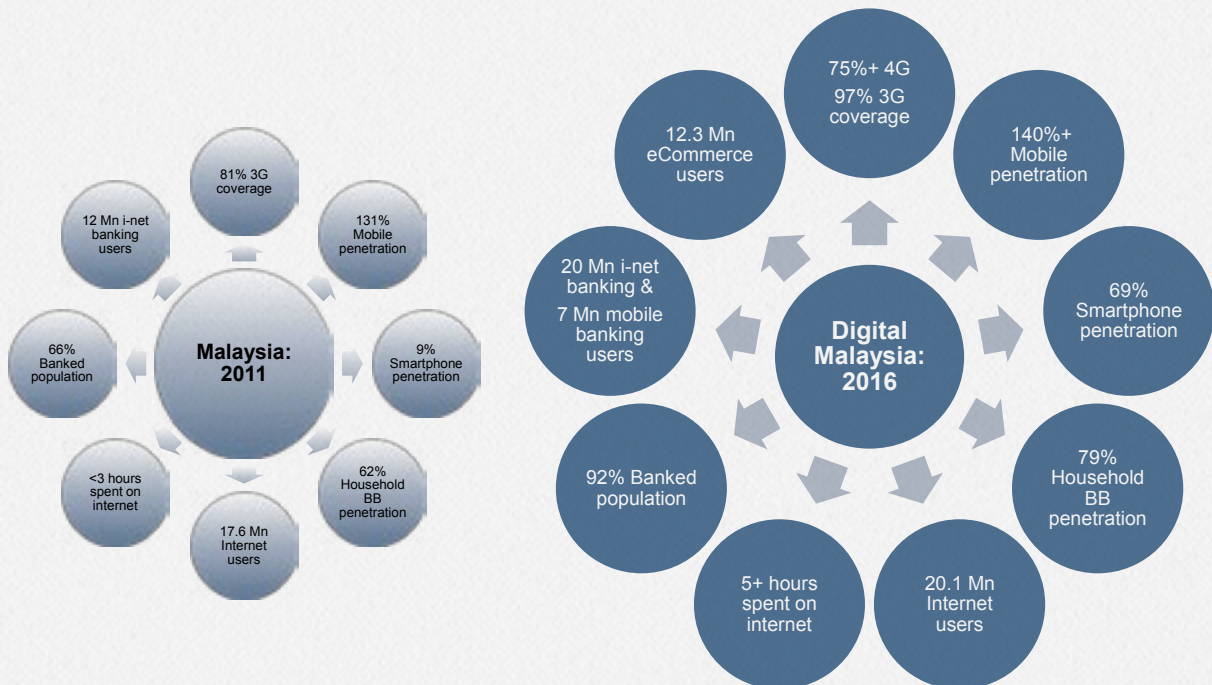 Malaysia:
2011
81% 3G
coverage
131%
Mobile
penetration
9%
Smartphone
penetration
62%
Household
BB
penetration
17.6 Mn
Internet
users
<3 hours
spent on
internet
66%
Banked
population
12 Mn i-net
banking
users
Digital
Malaysia:
2016
75%+ 4G
97% 3G
coverage
140%+
Mobile
penetration
69%
Smartphone
penetration
79%
Household
BB
penetration
20.1 Mn
Internet
users
5+ hours
spent on
internet
92% Banked
population
20 Mn i-net
banking &
7 Mn mobile
banking
users
12.3 Mn
eCommerce
users